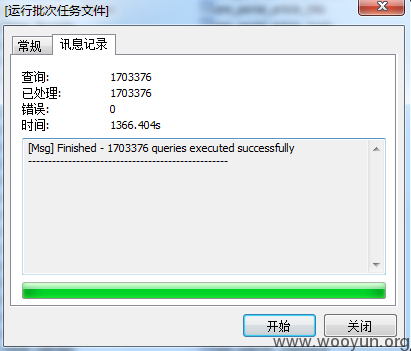 [运行批次任务文件]
常规 讯息记录
查询: 1703376
已处理: 1703376
错误: 0
时间: 1366.404s
[Msg] Finished - 1703376 queries executed successfully
--------------------------------------------------
开始 关闭
www.wooyun.org